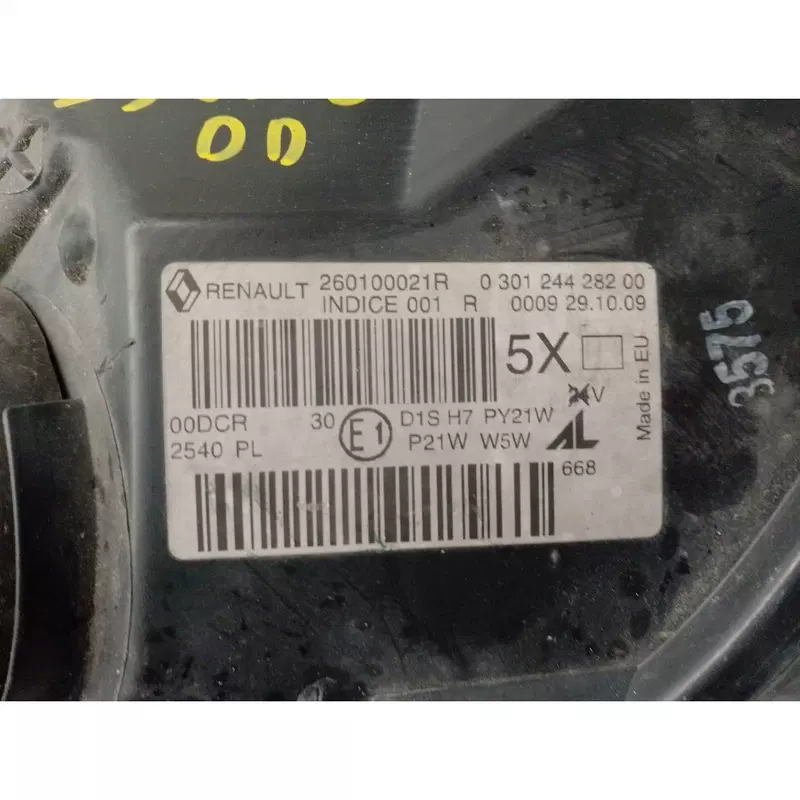 OD
RENAULT 260100021R 0 301 244 282 00
INDICE 001 R 0009 29.10.09
5X
24V
Made in EU
00DCR 30 E1 D1S H7 PY21W
2540 PL P21W W5W AL
668
3575